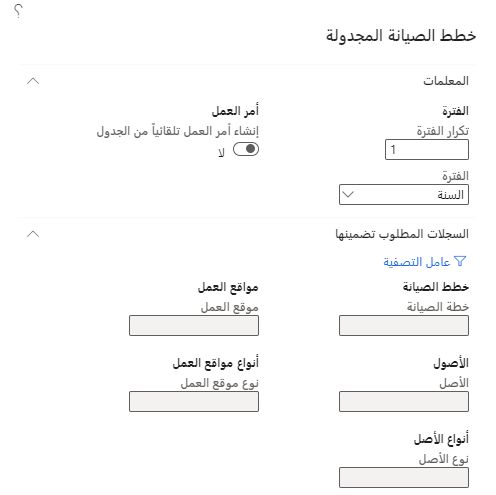 ؟
خطط الصيانة المجدولة
المعلمات
الفترة
تكرار الفترة
1
الفترة
السنة
أمر العمل
إنشاء أمر العمل تلقائياً من الجدول
لا
السجلات المطلوب تضمينها
عامل التصفية
خطط الصيانة
خطة الصيانة
الأصول
الأصل
أنواع الأصل
نوع الأصل
مواقع العمل
موقع العمل
أنواع مواقع العمل
نوع موقع العمل